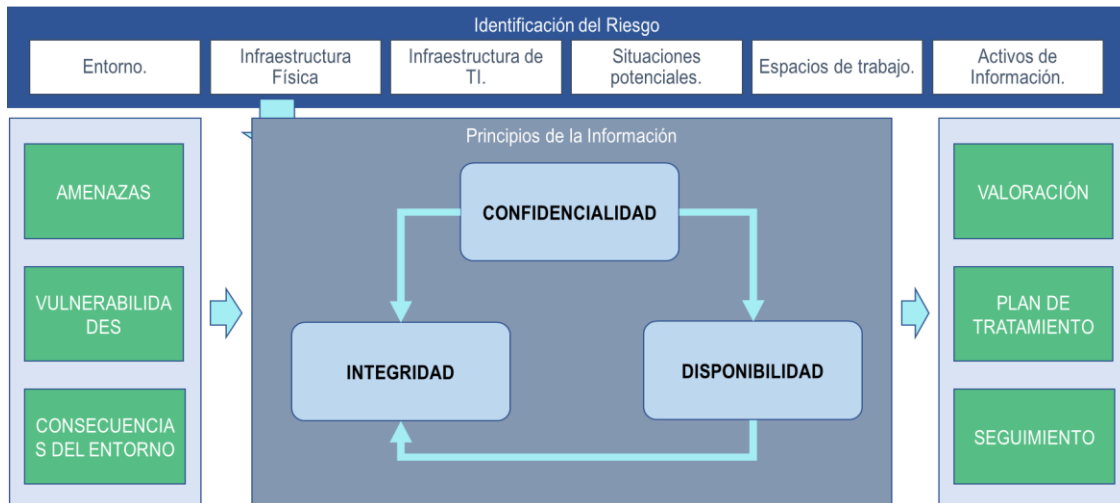 Identificación del Riesgo
Entorno.
Infraestructura
Física
Infraestructura de
TI.
Situaciones
potenciales.
Espacios de trabajo.
Activos de
Información.
AMENAZAS
VULNERABILIDA
DES
CONSECUENCIA
S DEL ENTORNO
Principios de la Información
CONFIDENCIALIDAD
INTEGRIDAD
DISPONIBILIDAD
VALORACIÓN
PLAN DE
TRATAMIENTO
SEGUIMIENTO